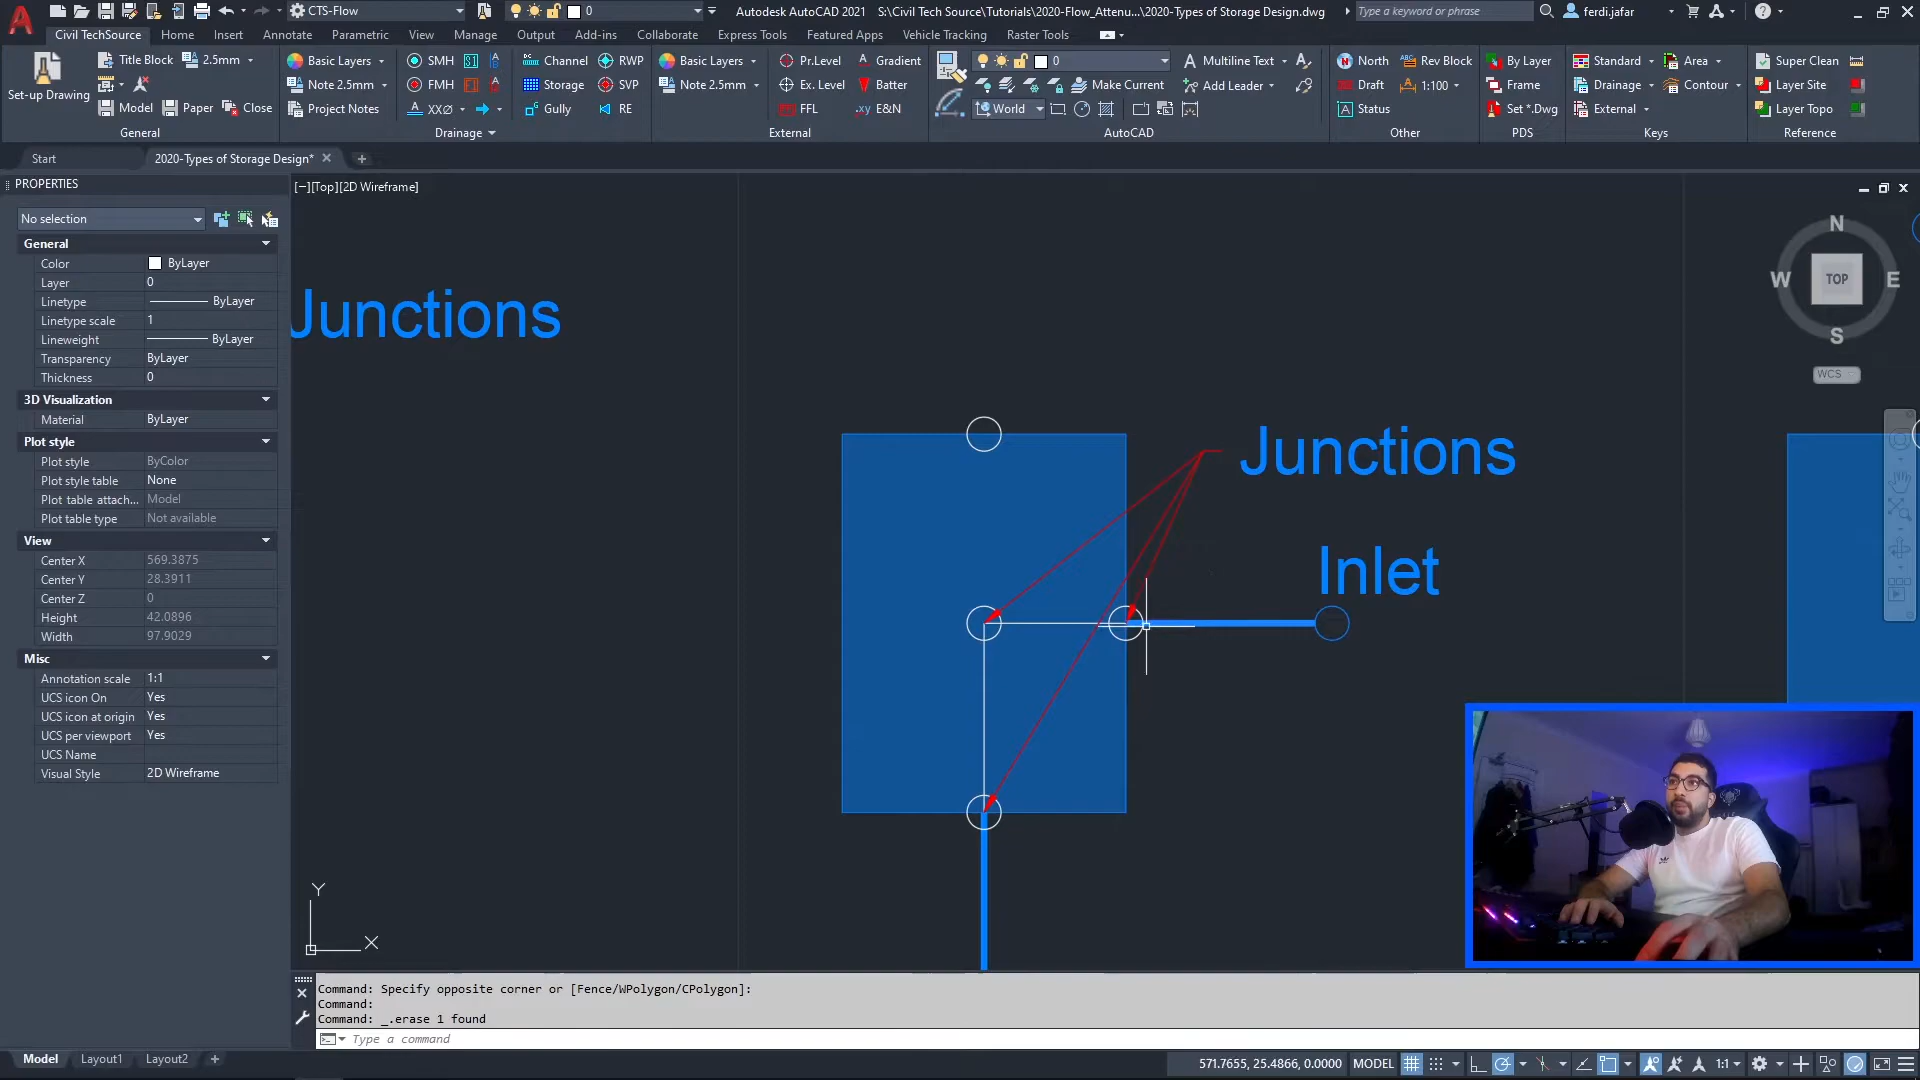 CTS-Flow
0
Autodesk AutoCAD 2021 S:\Civil Tech Source\Tutorials\2020-Flow_Attenu...\2020-Types of Storage Design.dwg
Type a keyword or phrase
ferdi.jafar
Civil TechSource Home Insert Annotate Parametric View Manage Output Add-ins Collaborate Express Tools Featured Apps Vehicle Tracking Raster Tools
Set-up Drawing
Title Block 2.5mm
Model Paper Close
General
Basic Layers
Note 2.5mm
Project Notes
SMH
FMH
XX∅
Channel RWP
Storage SVP
Gully RE
Drainage
Basic Layers
Note 2.5mm
Pr.Level Gradient
Ex. Level Batter
FFL .xy E&N
External
0
Make Current
World
Multiline Text
Add Leader
AutoCAD
North Rev Block
Draft 1:100
Status
Other
By Layer
Frame
Set *.Dwg
PDS
Standard Area
Drainage Contour
External
Keys
Super Clean
Layer Site
Layer Topo
Reference
Start 2020-Types of Storage Design*
PROPERTIES
No selection
General
Color ByLayer
Layer 0
Linetype ByLayer
Linetype scale 1
Lineweight ByLayer
Transparency ByLayer
Thickness 0
3D Visualization
Material ByLayer
Plot style
Plot style ByColor
Plot style table None
Plot table attach... Model
Plot table type Not available
View
Center X 569.3875
Center Y 28.3911
Center Z 0
Height 42.0896
Width 97.9029
Misc
Annotation scale 1:1
UCS icon On Yes
UCS icon at origin Yes
UCS per viewport Yes
UCS Name
Visual Style 2D Wireframe
[−][Top][2D Wireframe]
Junctions
Junctions
Inlet
N
W TOP E
S
WCS
Y
X
Command: Specify opposite corner or [Fence/WPolygon/CPolygon]:
Command:
Command: _.erase 1 found
Type a command
Model Layout1 Layout2
571.7655, 25.4866, 0.0000 MODEL 1:1